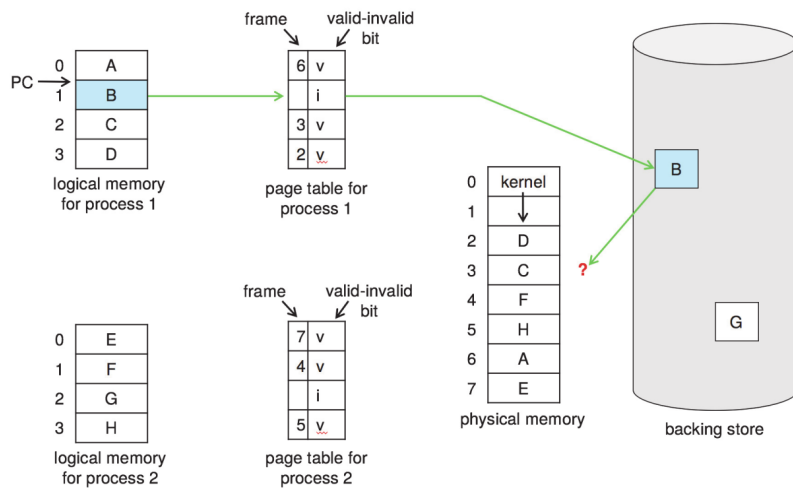 frame
valid-invalid
bit
PC
0 A
1 B
2 C
3 D
logical memory
for process 1
6 v
i
3 v
2 v
page table for
process 1
0 kernel
1
2 D
3 C
4 F
5 H
6 A
7 E
physical memory
?
B
G
backing store
frame
valid-invalid
bit
0 E
1 F
2 G
3 H
logical memory
for process 2
7 v
4 v
i
5 v
page table for
process 2